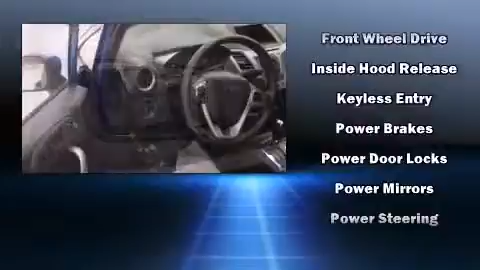 Front Wheel Drive
Inside Hood Release
Keyless Entry
Power Brakes
Power Door Locks
Power Mirrors
Power Steering